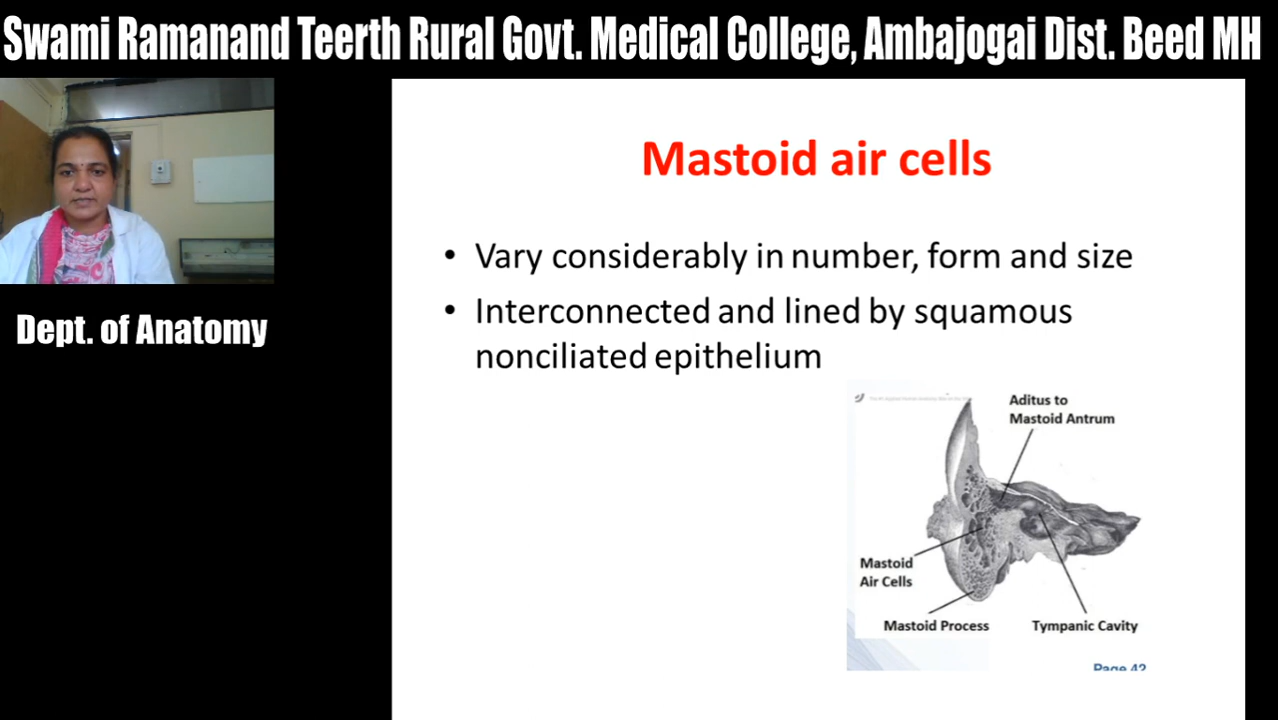 Swami Ramanand Teerth Rural Govt. Medical College, Ambajogai Dist. Beed MH
Dept. of Anatomy
Mastoid air cells
• Vary considerably in number, form and size
• Interconnected and lined by squamous
nonciliated epithelium
Aditus to
Mastoid Antrum
Mastoid
Air Cells
Mastoid Process
Tympanic Cavity
Page 42